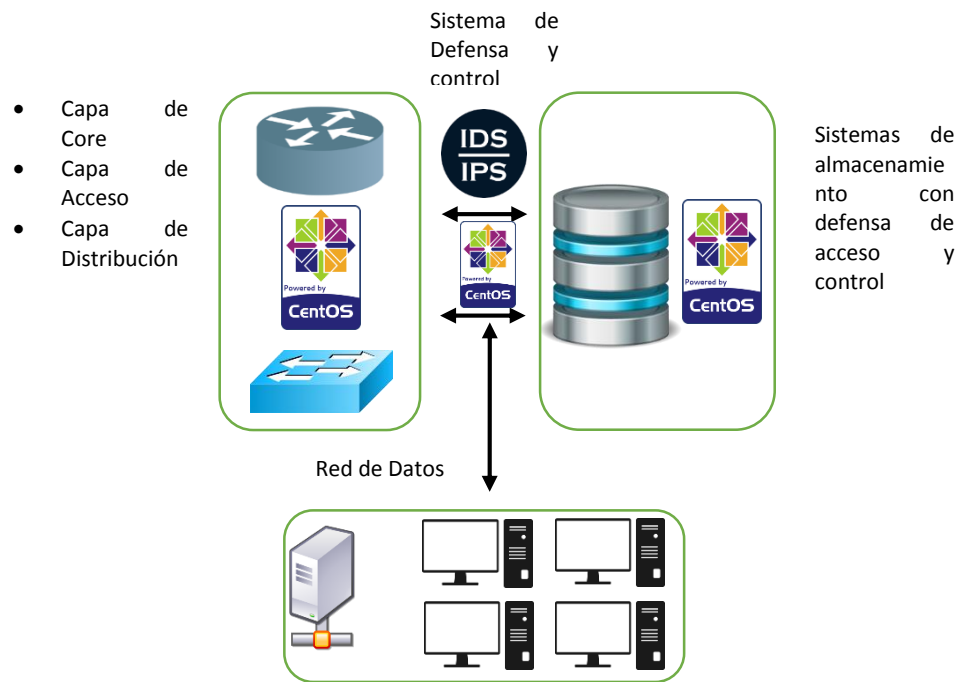 Sistema de
Defensa y
control
• Capa de
Core
• Capa de
Acceso
• Capa de
Distribución
IDS
IPS
Powered by
CentOS
Powered by
CentOS
Powered by
CentOS
Sistemas de
almacenamie
nto con
defensa de
acceso y
control
Red de Datos